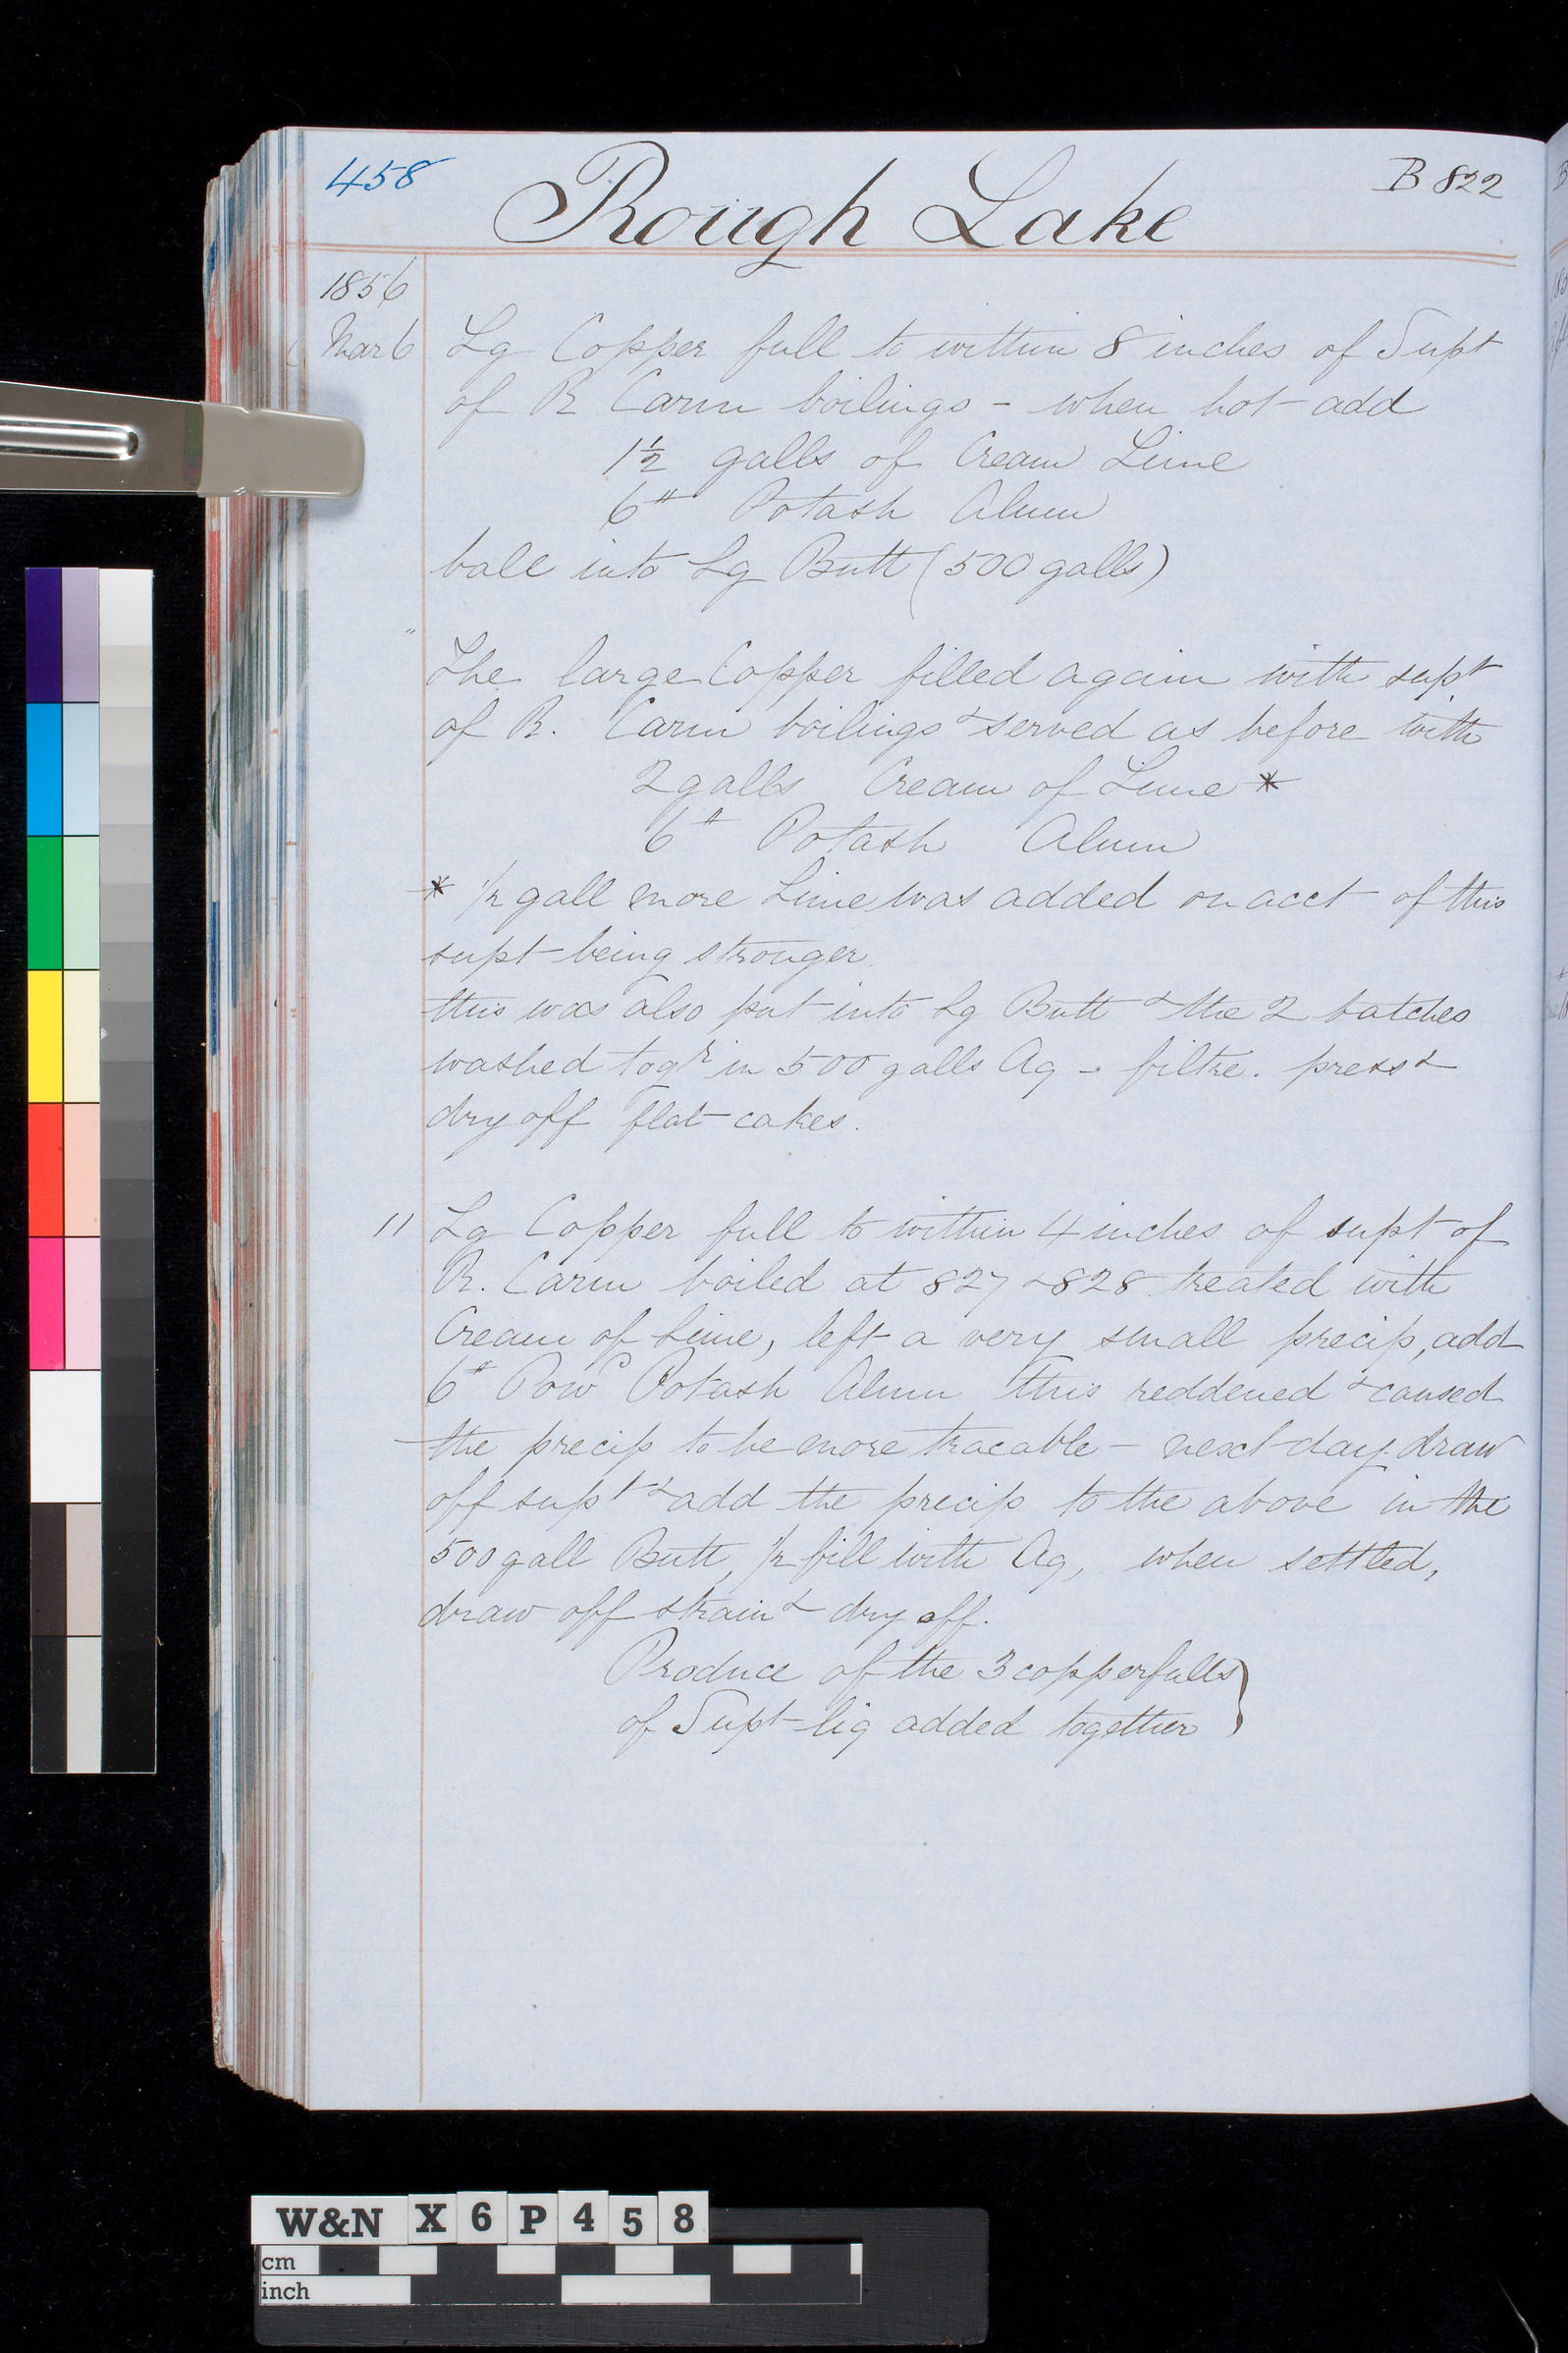 458
Rough Lake
B 822
1856
Mar 6 Lg Copper full to within 8 inches of Supt
of R Carm boilings - when hot add
1½ galls of Cream Lime
6# Potash Alum
bale into Lg Butt (500 galls)
" The large Copper filled again with supt
of R. Carm boilings & served as before with
2 galls Cream of Lime *
6# Potash Alum
* ½ gall more Lime was added on acct of this
supt being stronger.
this was also put into Lg Butt & the 2 batches
washed togr in 500 galls Aq - filtre. press &
dry off flat cakes.
11 Lg Copper full to within 4 inches of supt of
R. Carm boiled at 827 & 828 treated with
Cream of Lime, left a very small precip, add
6# Powd Potash Alum this reddened & caused
the precip to be more tracable - next day draw
off supt & add the precip to the above in the
500 gall Butt, ½ fill with Aq, when settled,
draw off strain & dry off.
Produce of the 3 copperfulls }
of Supt liq added together
W&N X 6 P 4 5 8
cm
inch